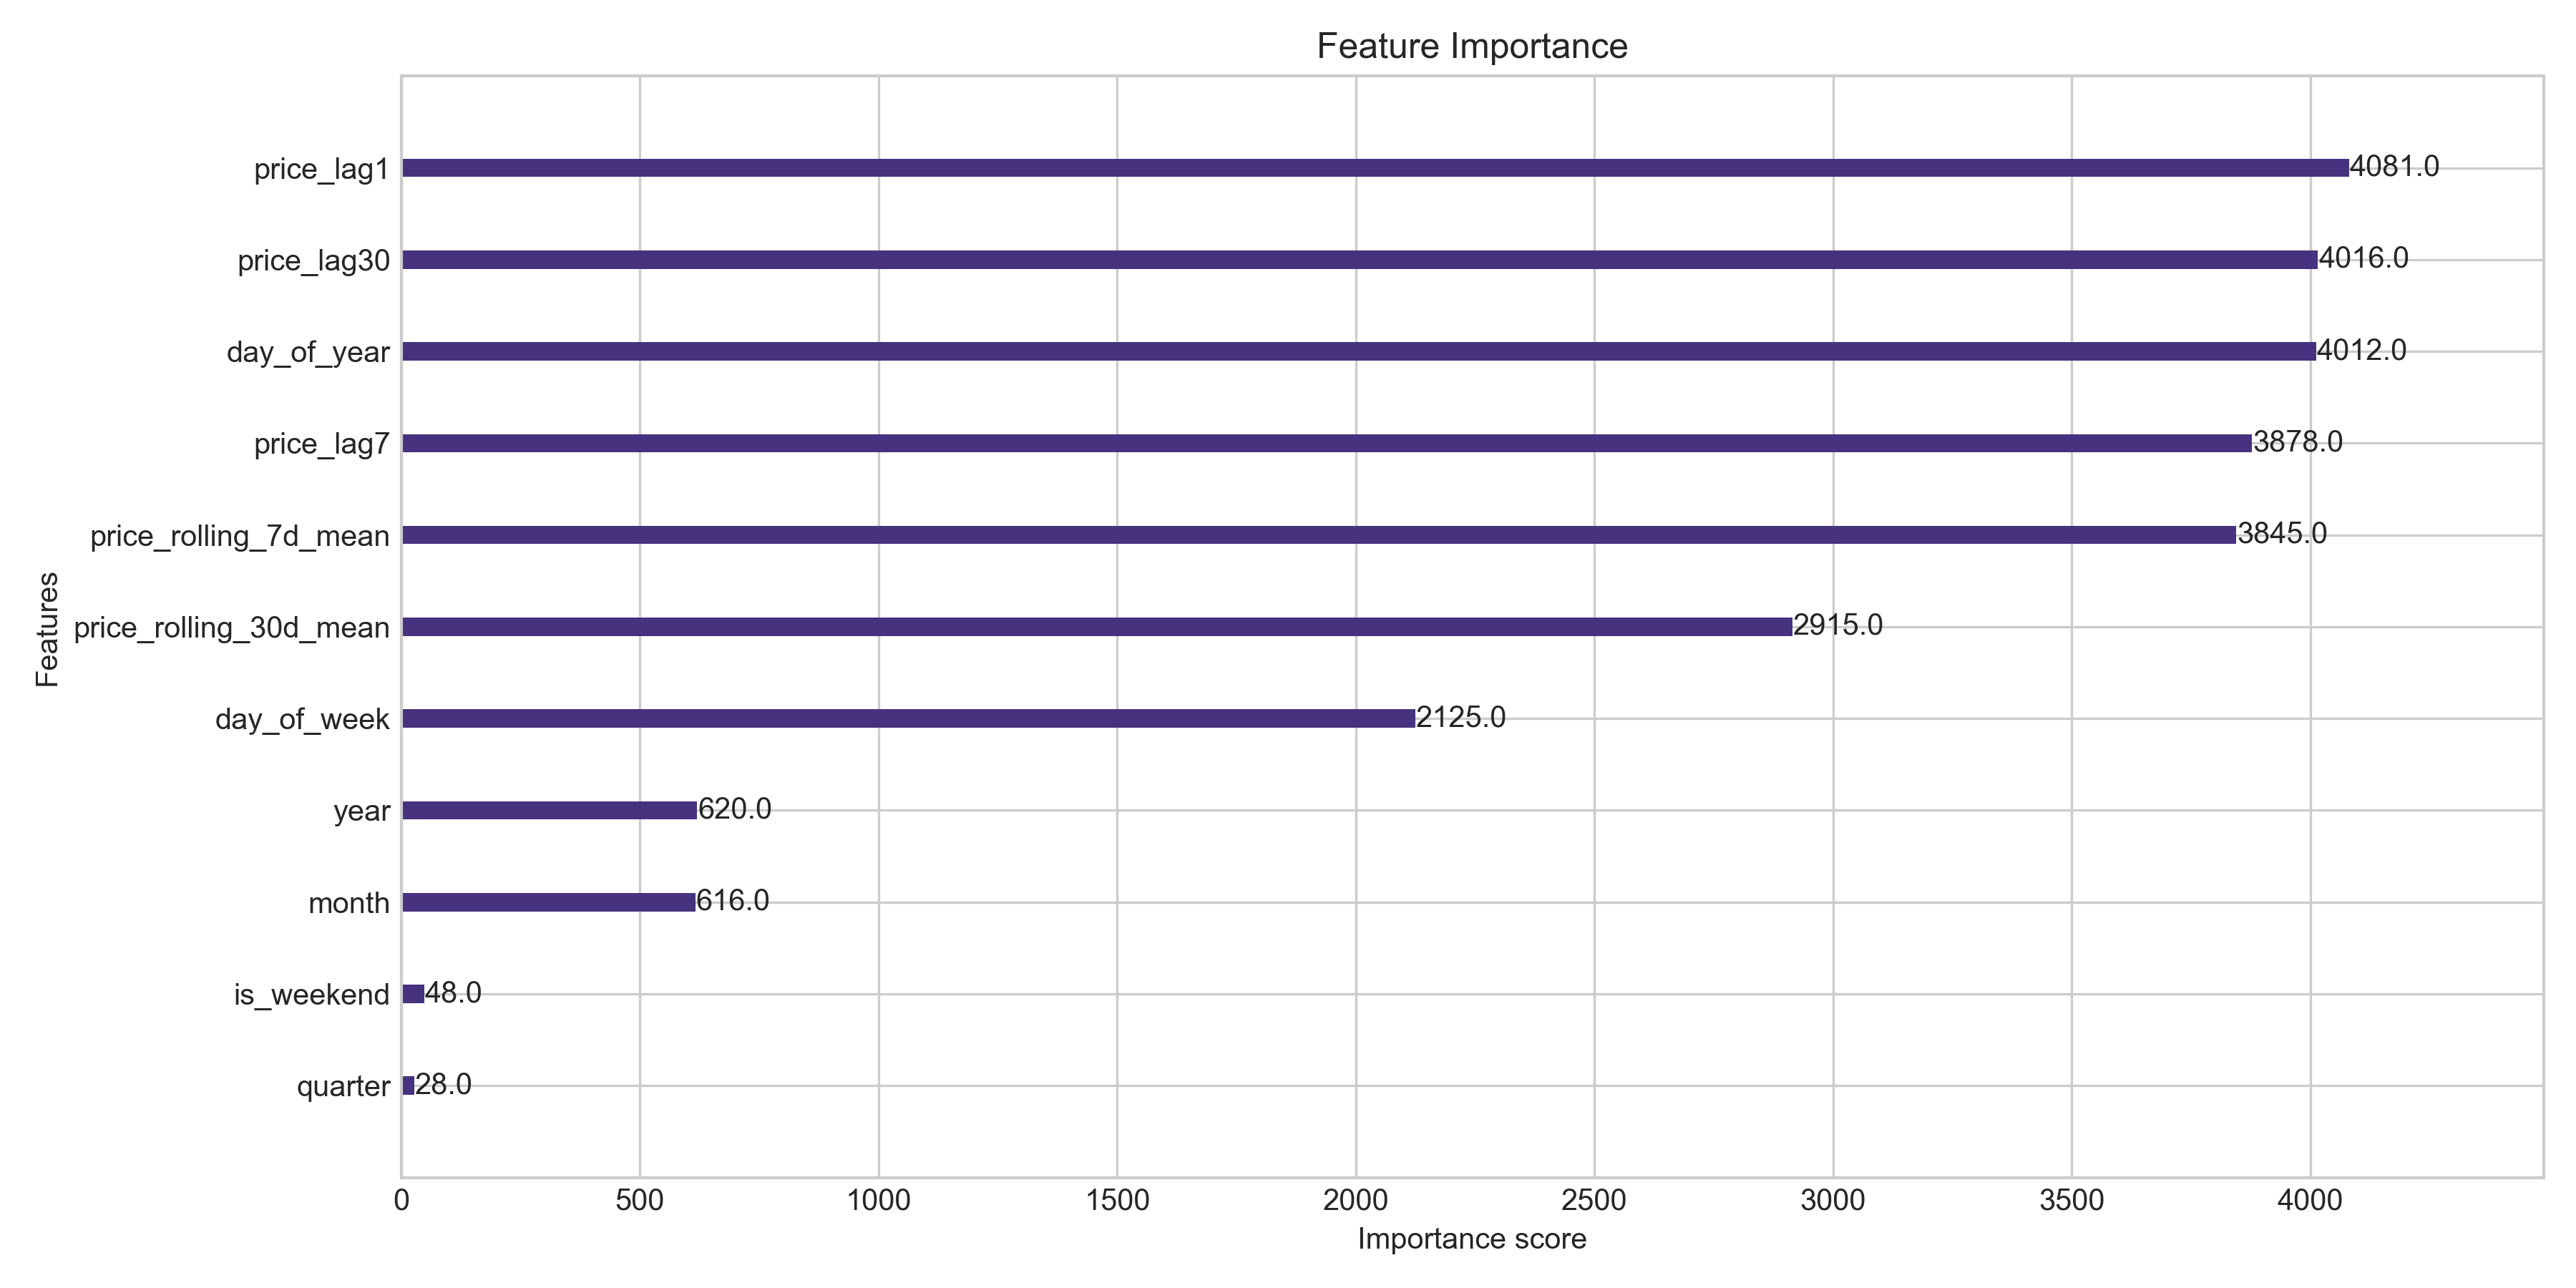 Feature Importance
price_lag1 4081.0
price_lag30 4016.0
day_of_year 4012.0
price_lag7 3878.0
price_rolling_7d_mean 3845.0
price_rolling_30d_mean 2915.0
day_of_week 2125.0
year 620.0
month 616.0
is_weekend 48.0
quarter 28.0
Features
0 500 1000 1500 2000 2500 3000 3500 4000
Importance score